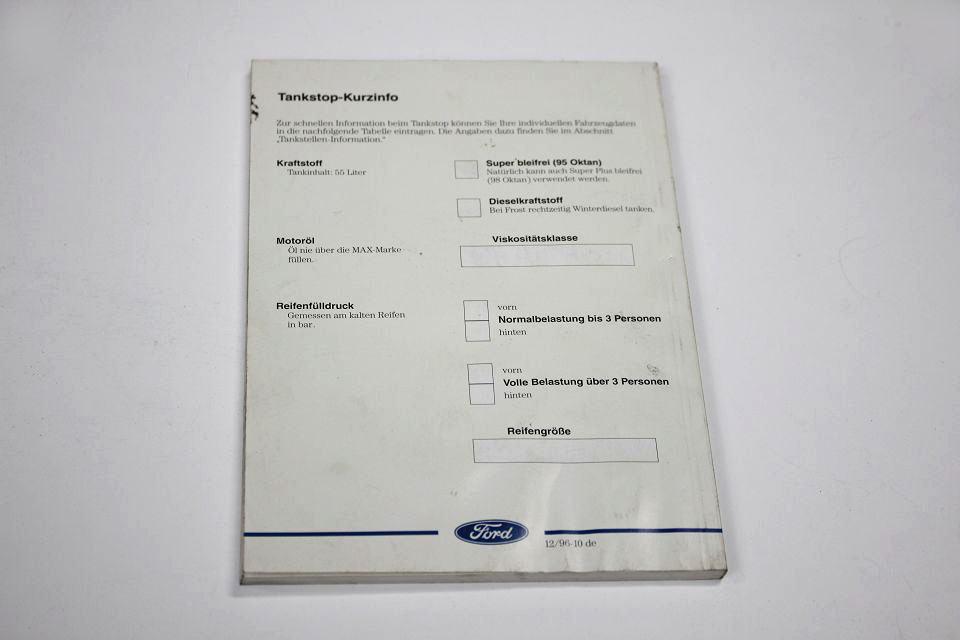 Tankstop-Kurzinfo
Zur schnellen Information beim Tankstop können Sie Ihre individuellen Fahrzeugdaten
in die nachfolgende Tabelle eintragen. Die Angaben dazu finden Sie im Abschnitt
„Tankstellen-Information.“
Kraftstoff
Tankinhalt: 55 Liter
Super bleifrei (95 Oktan)
Natürlich kann auch Super Plus bleifrei
(98 Oktan) verwendet werden.
Dieselkraftstoff
Bei Frost rechtzeitig Winterdiesel tanken.
Motoröl
Öl nie über die MAX-Marke
füllen.
Viskositätsklasse
Reifenfülldruck
Gemessen am kalten Reifen
in bar.
vorn
Normalbelastung bis 3 Personen
hinten
vorn
Volle Belastung über 3 Personen
hinten
Reifengröße
Ford
12/96-10 de